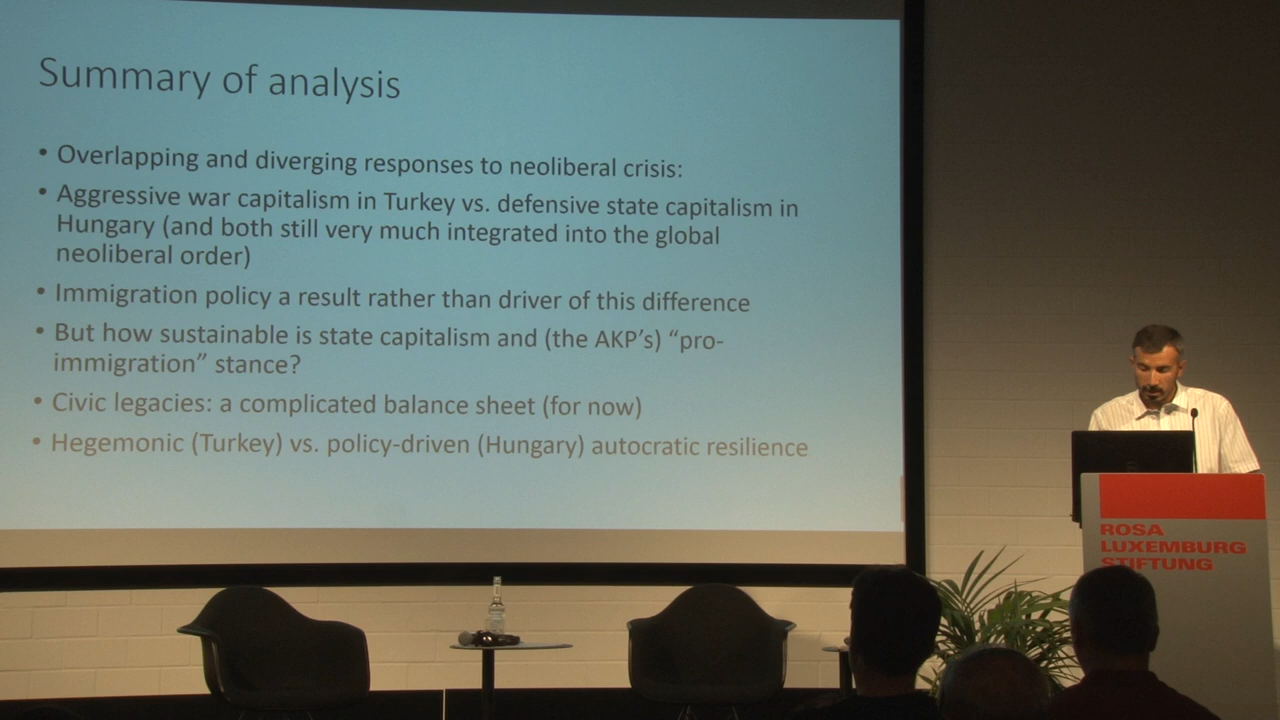 Summary of analysis
• Overlapping and diverging responses to neoliberal crisis:
• Aggressive war capitalism in Turkey vs. defensive state capitalism in
Hungary (and both still very much integrated into the global
neoliberal order)
• Immigration policy a result rather than driver of this difference
• But how sustainable is state capitalism and (the AKP's) “pro-
immigration” stance?
• Civic legacies: a complicated balance sheet (for now)
• Hegemonic (Turkey) vs. policy-driven (Hungary) autocratic resilience
ROSA
LUXEMBURG
STIFTUNG